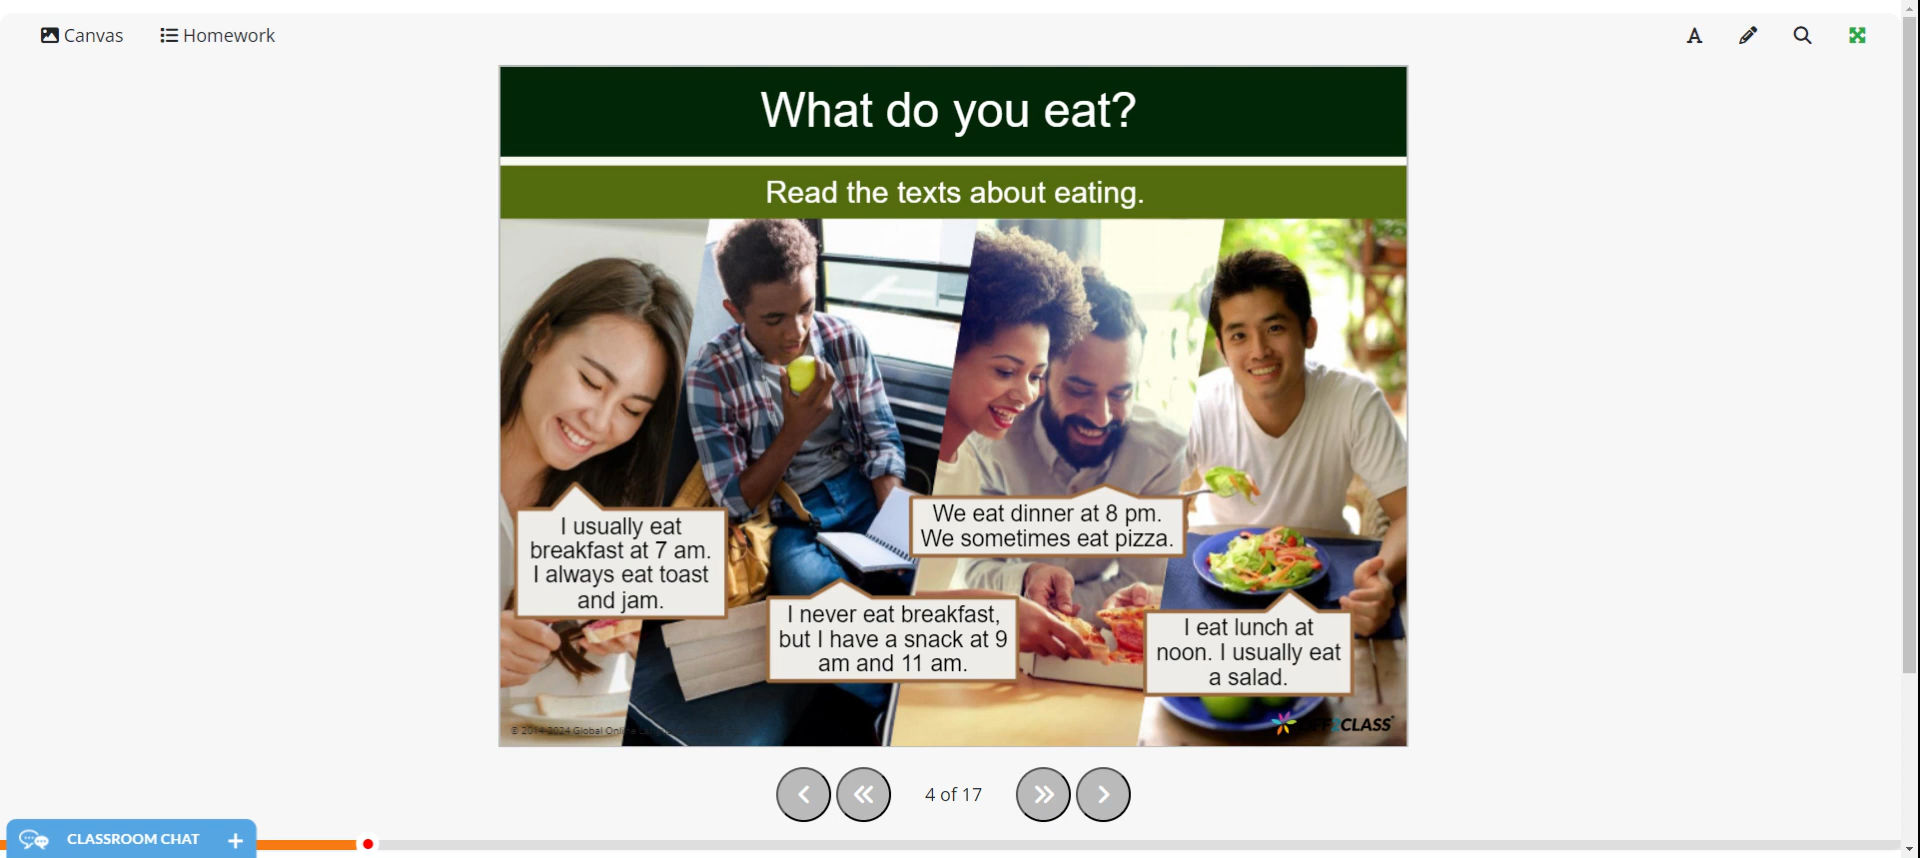 Canvas
Homework
A
What do you eat?
Read the texts about eating.
I usually eat
breakfast at 7 am.
I always eat toast
and jam.
I never eat breakfast,
but I have a snack at 9
am and 11 am.
We eat dinner at 8 pm.
We sometimes eat pizza.
I eat lunch at
noon. I usually eat
a salad.
© 2014-2024 Global Online
CLASS
4 of 17
CLASSROOM CHAT +